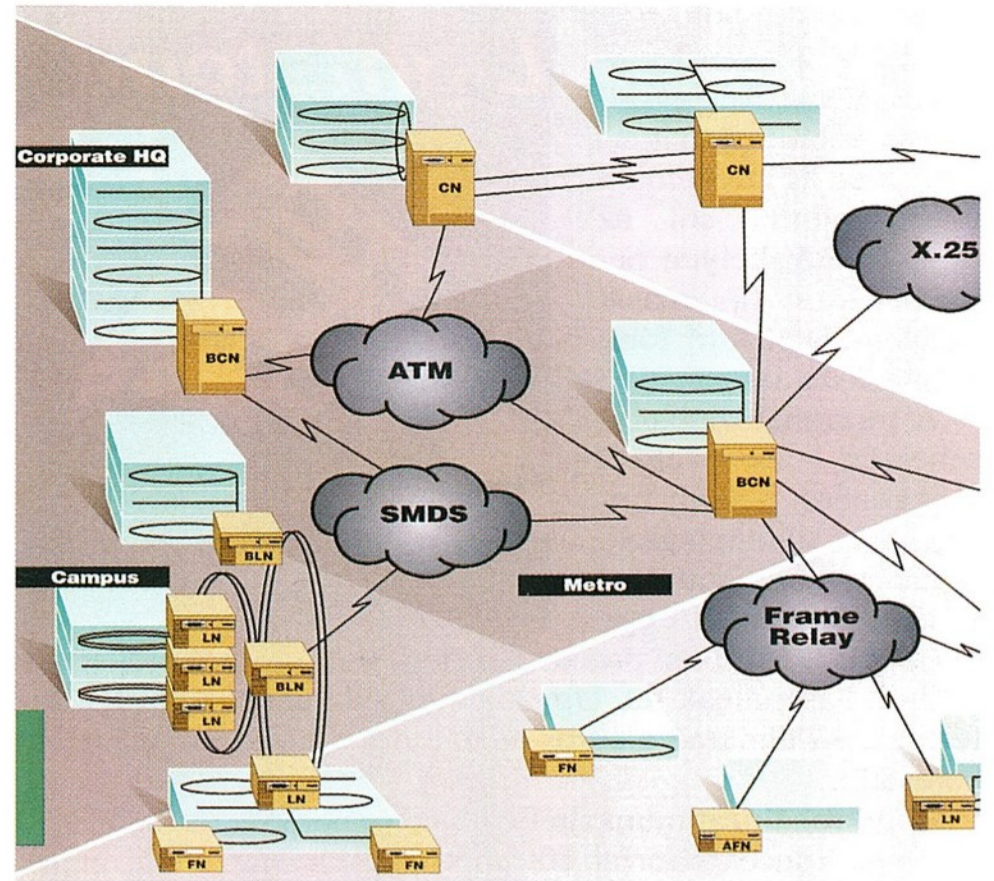 Corporate HQ
CN
CN
X.25
BCN
ATM
BCN
SMDS
BLN
Campus
Metro
LN
Frame
Relay
LN
BLN
LN
FN
LN
LN
AFN
FN
FN